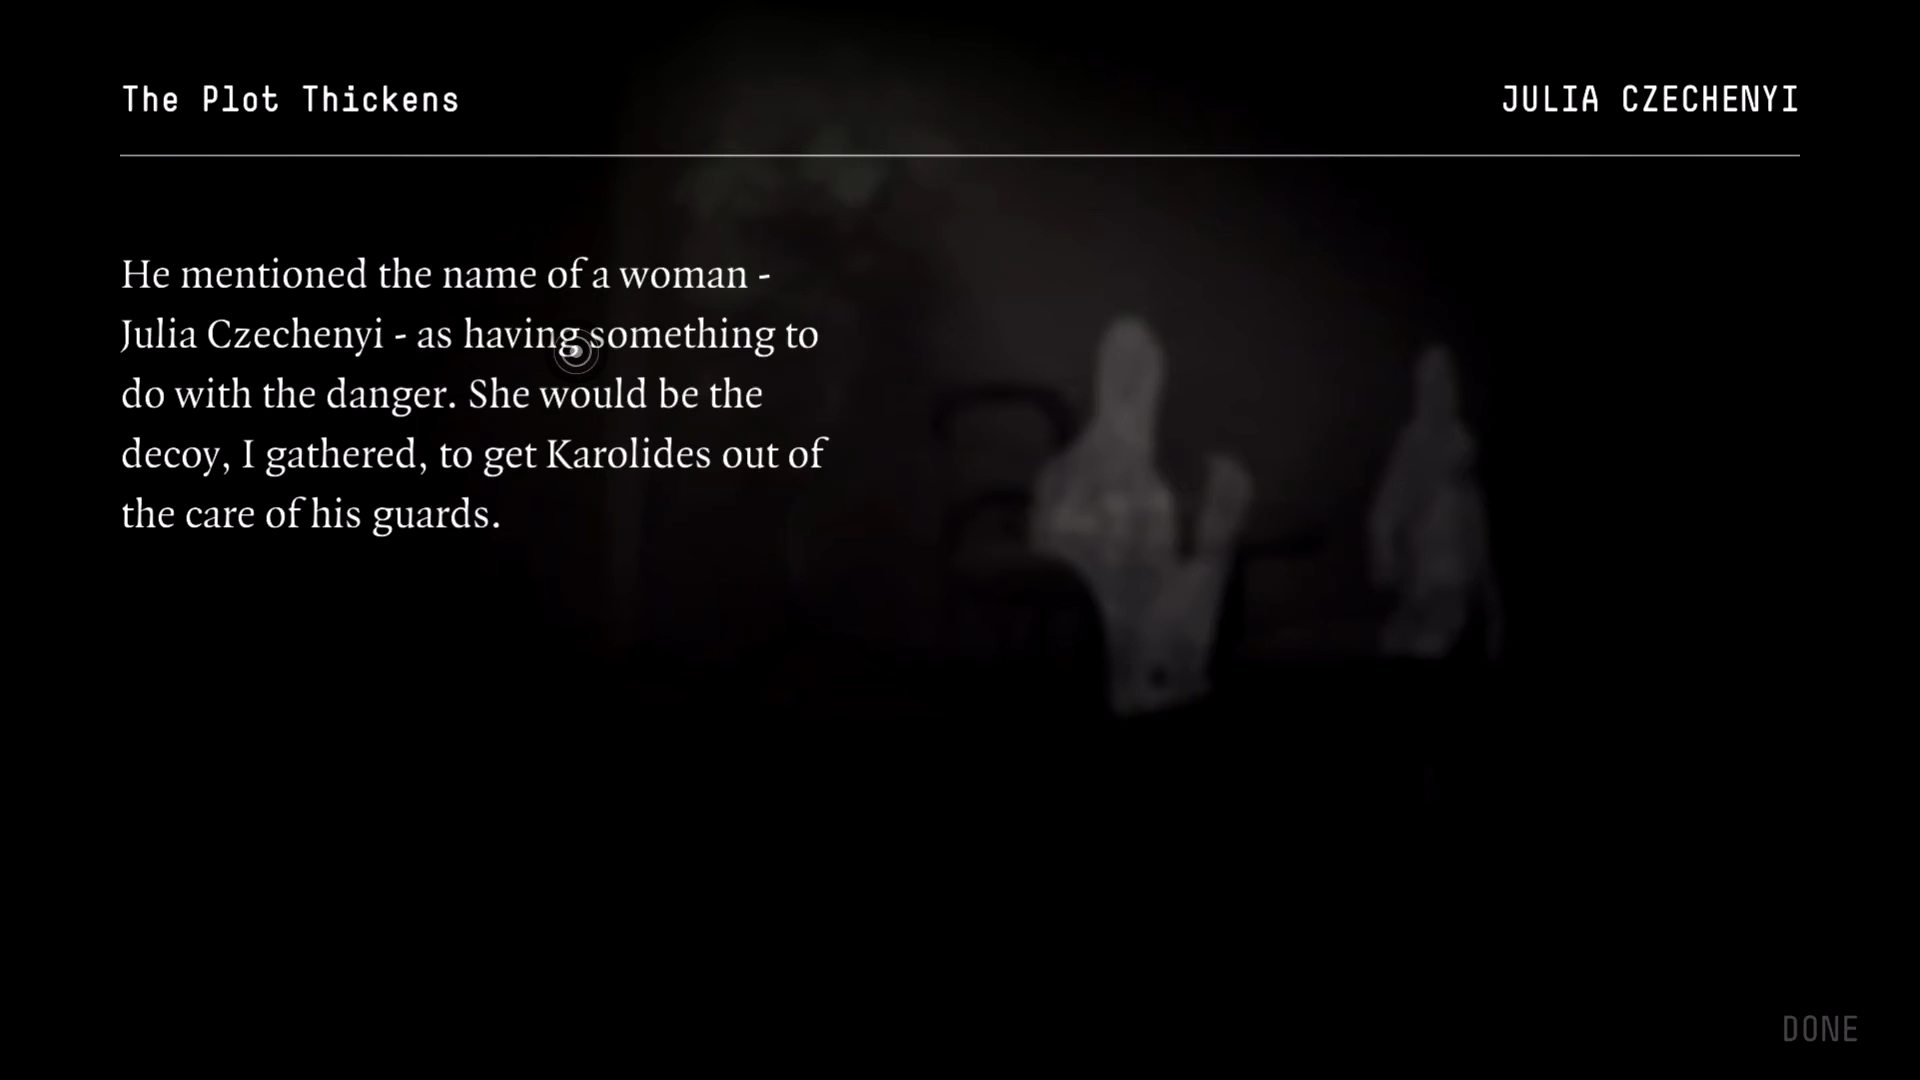 The Plot Thickens
JULIA CZECHENYI
He mentioned the name of a woman -
Julia Czechenyi - as having something to
do with the danger. She would be the
decoy, I gathered, to get Karolides out of
the care of his guards.
DONE